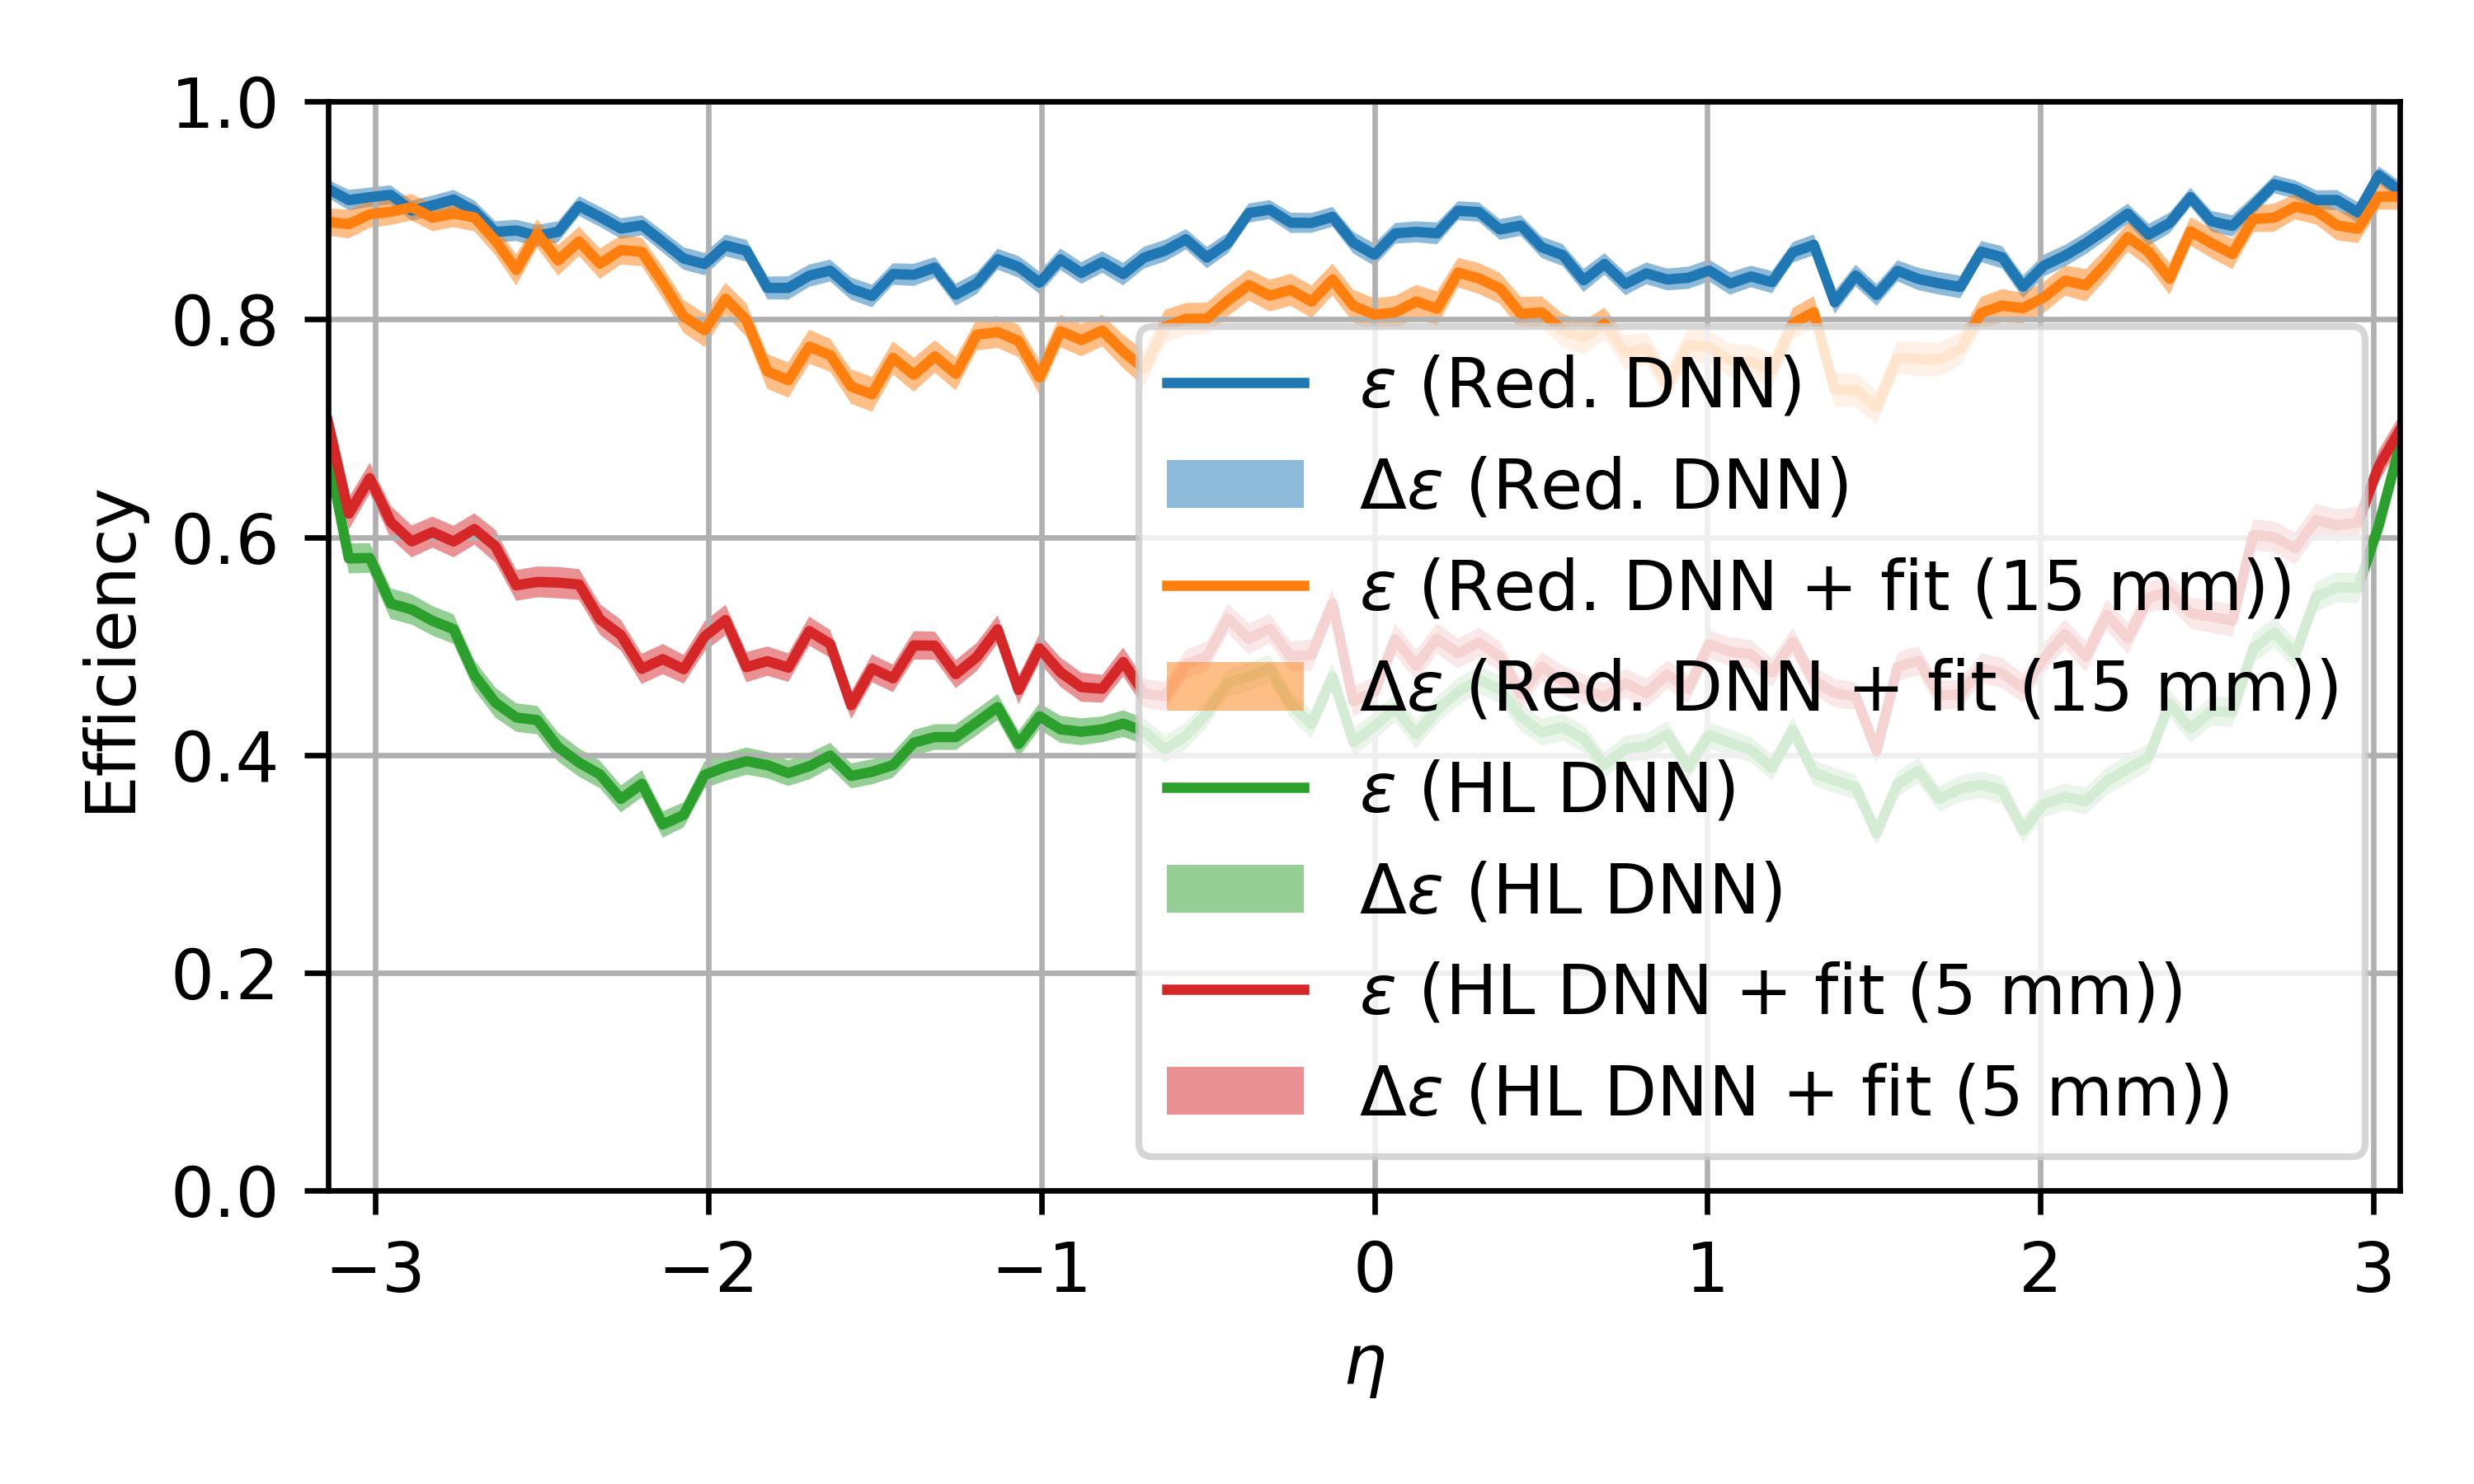 1.0
0.8
0.6
0.4
0.2
0.0
Efficiency
ε (Red. DNN)
Δε (Red. DNN)
ε (Red. DNN + fit (15 mm))
Δε (Red. DNN + fit (15 mm))
ε (HL DNN)
Δε (HL DNN)
ε (HL DNN + fit (5 mm))
Δε (HL DNN + fit (5 mm))
−3 −2 −1 0 1 2 3
η